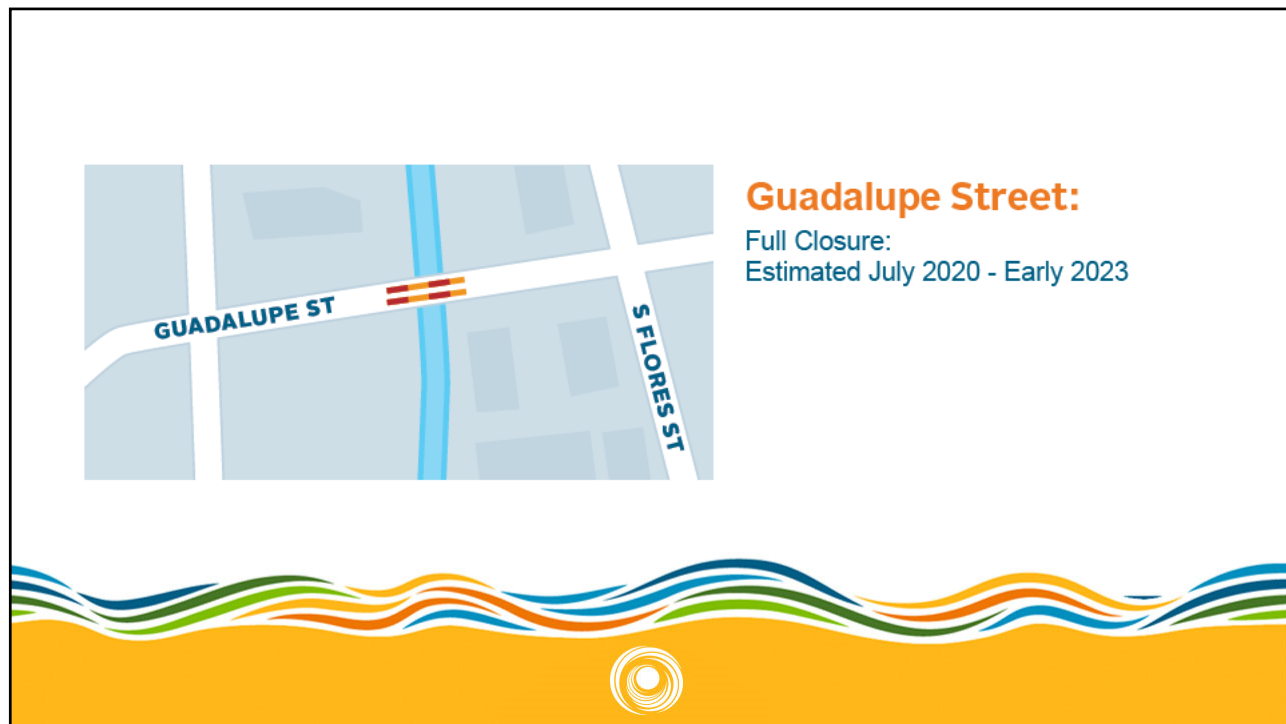 Guadalupe Street:
Full Closure:
Estimated July 2020 - Early 2023
GUADALUPE ST
S FLORES ST